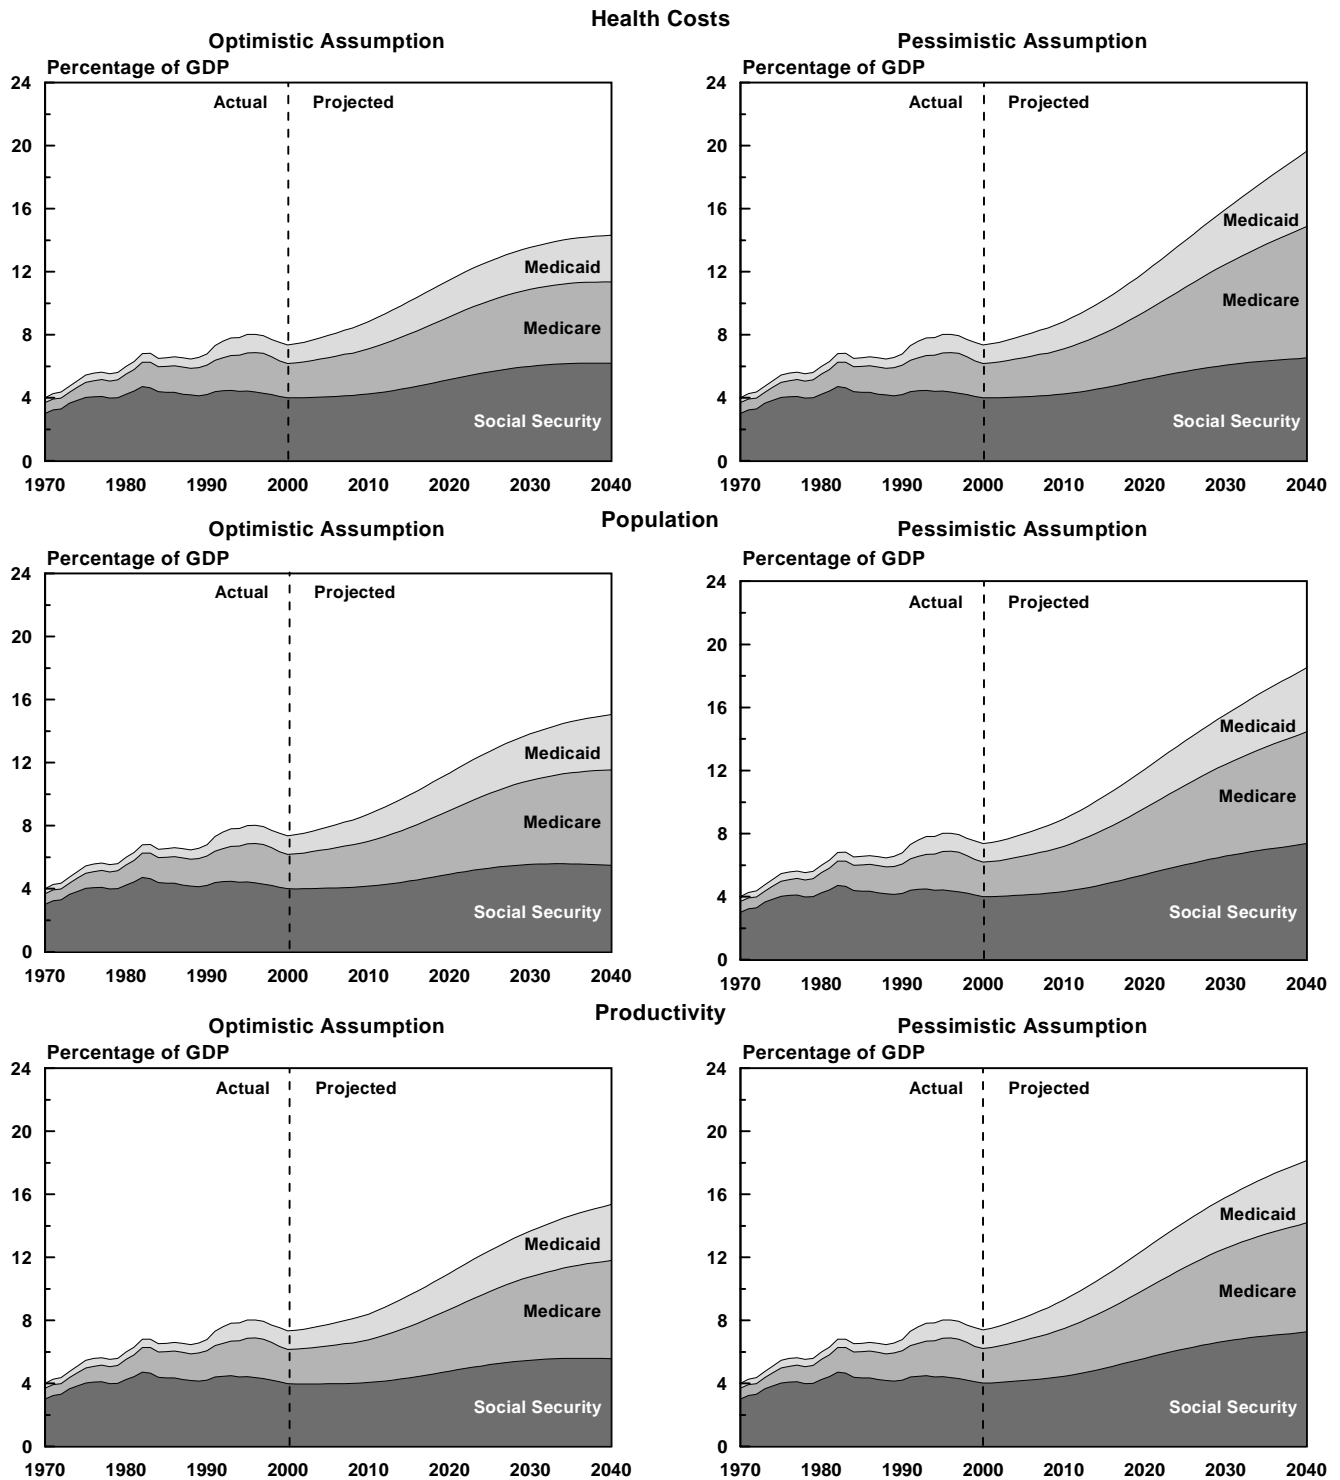 Health Costs
Optimistic Assumption
Pessimistic Assumption
Percentage of GDP
Percentage of GDP
24
20
16
12
8
4
0
Actual
Projected
Medicaid
Medicare
Social Security
1970 1980 1990 2000 2010 2020 2030 2040
24
20
16
12
8
4
0
Actual
Projected
Medicaid
Medicare
Social Security
1970 1980 1990 2000 2010 2020 2030 2040
Population
Optimistic Assumption
Pessimistic Assumption
Percentage of GDP
Percentage of GDP
24
20
16
12
8
4
0
Actual
Projected
Medicaid
Medicare
Social Security
1970 1980 1990 2000 2010 2020 2030 2040
24
20
16
12
8
4
0
Actual
Projected
Medicaid
Medicare
Social Security
1970 1980 1990 2000 2010 2020 2030 2040
Productivity
Optimistic Assumption
Pessimistic Assumption
Percentage of GDP
Percentage of GDP
24
20
16
12
8
4
0
Actual
Projected
Medicaid
Medicare
Social Security
1970 1980 1990 2000 2010 2020 2030 2040
24
20
16
12
8
4
0
Actual
Projected
Medicaid
Medicare
Social Security
1970 1980 1990 2000 2010 2020 2030 2040